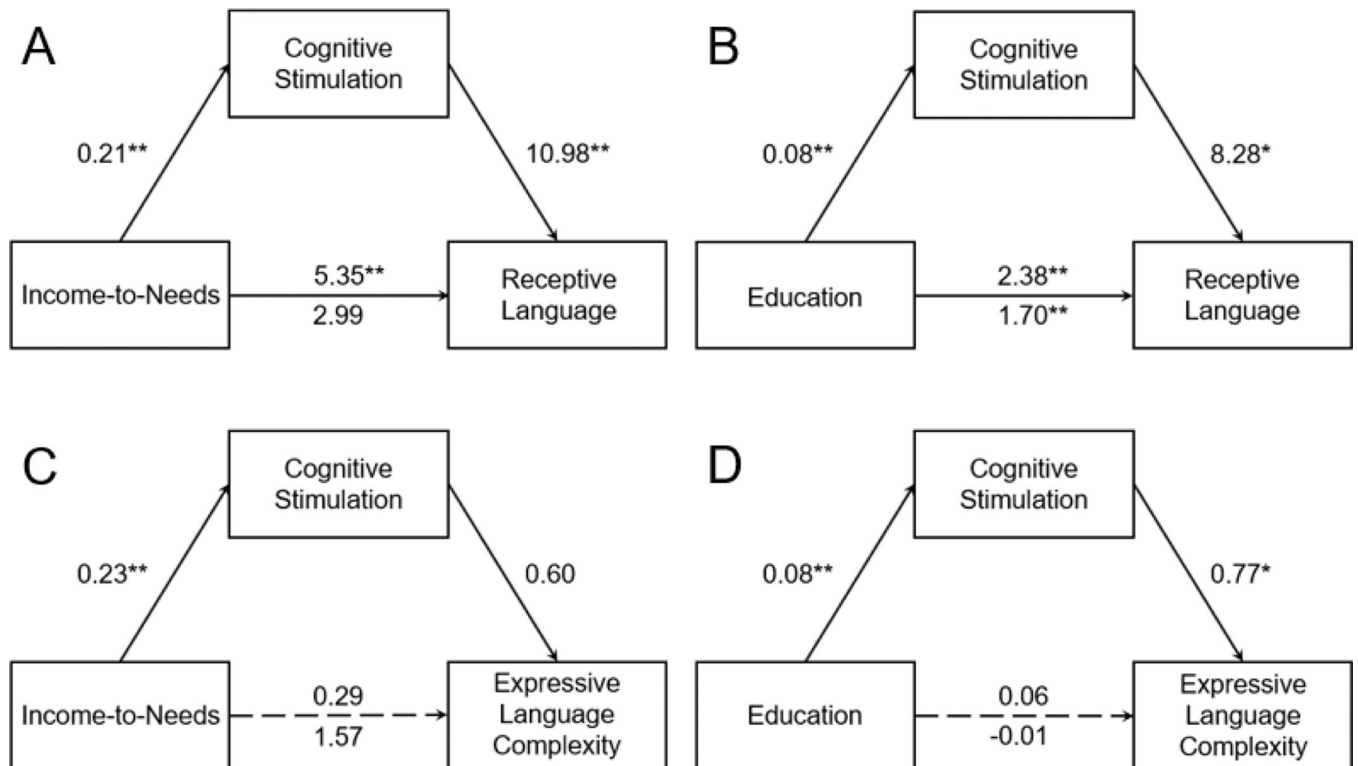 A
Cognitive
Stimulation
0.21**
10.98**
Income-to-Needs
5.35**
2.99
Receptive
Language
B
Cognitive
Stimulation
0.08**
8.28*
Education
2.38**
1.70**
Receptive
Language
C
Cognitive
Stimulation
0.23**
0.60
Income-to-Needs
0.29
1.57
Expressive
Language
Complexity
D
Cognitive
Stimulation
0.08**
0.77*
Education
0.06
-0.01
Expressive
Language
Complexity